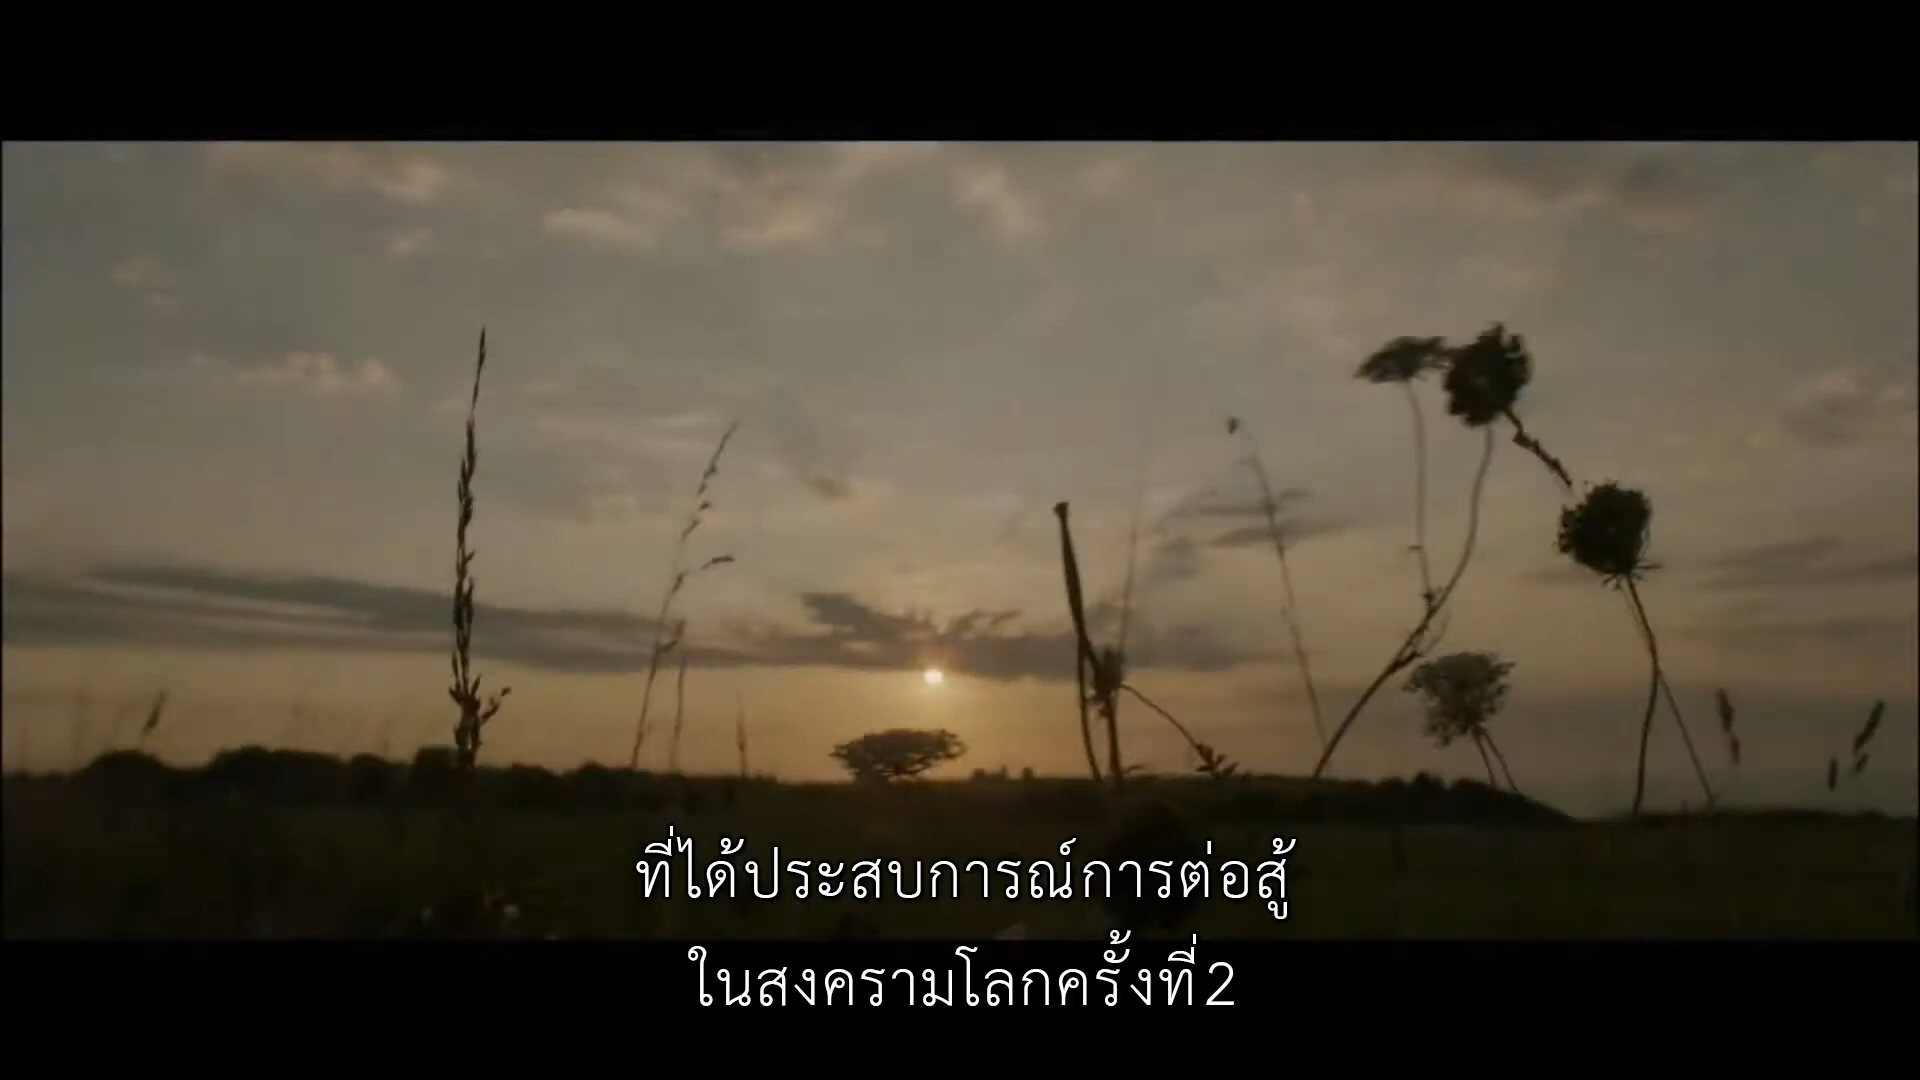 ที่ได้ประสบการณ์การต่อสู้
ในสงครามโลกครั้งที่ 2